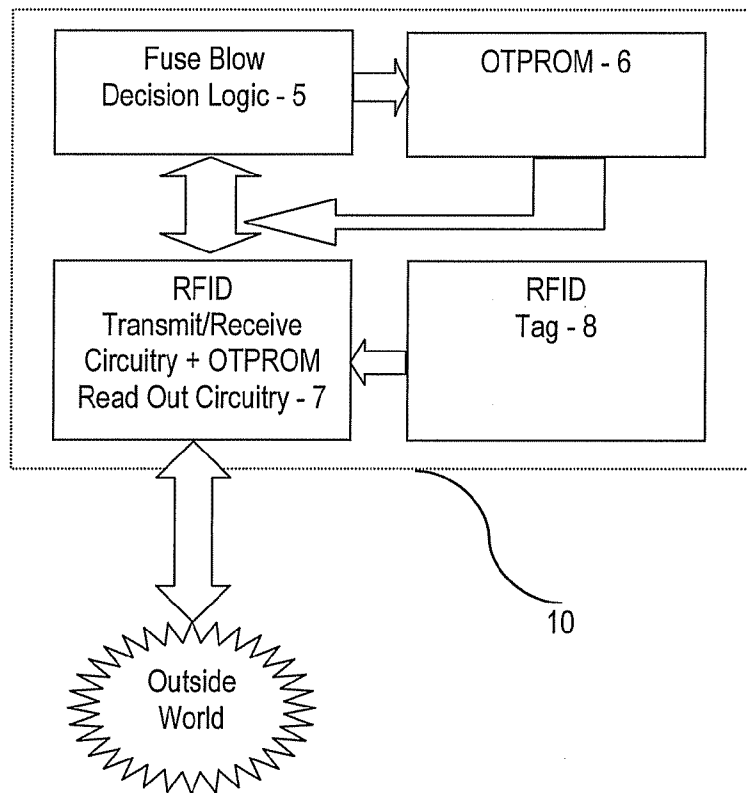 Fuse Blow
Decision Logic - 5
OTPROM - 6
RFID
Transmit/Receive
Circuitry + OTPROM
Read Out Circuitry - 7
RFID
Tag - 8
10
Outside
World